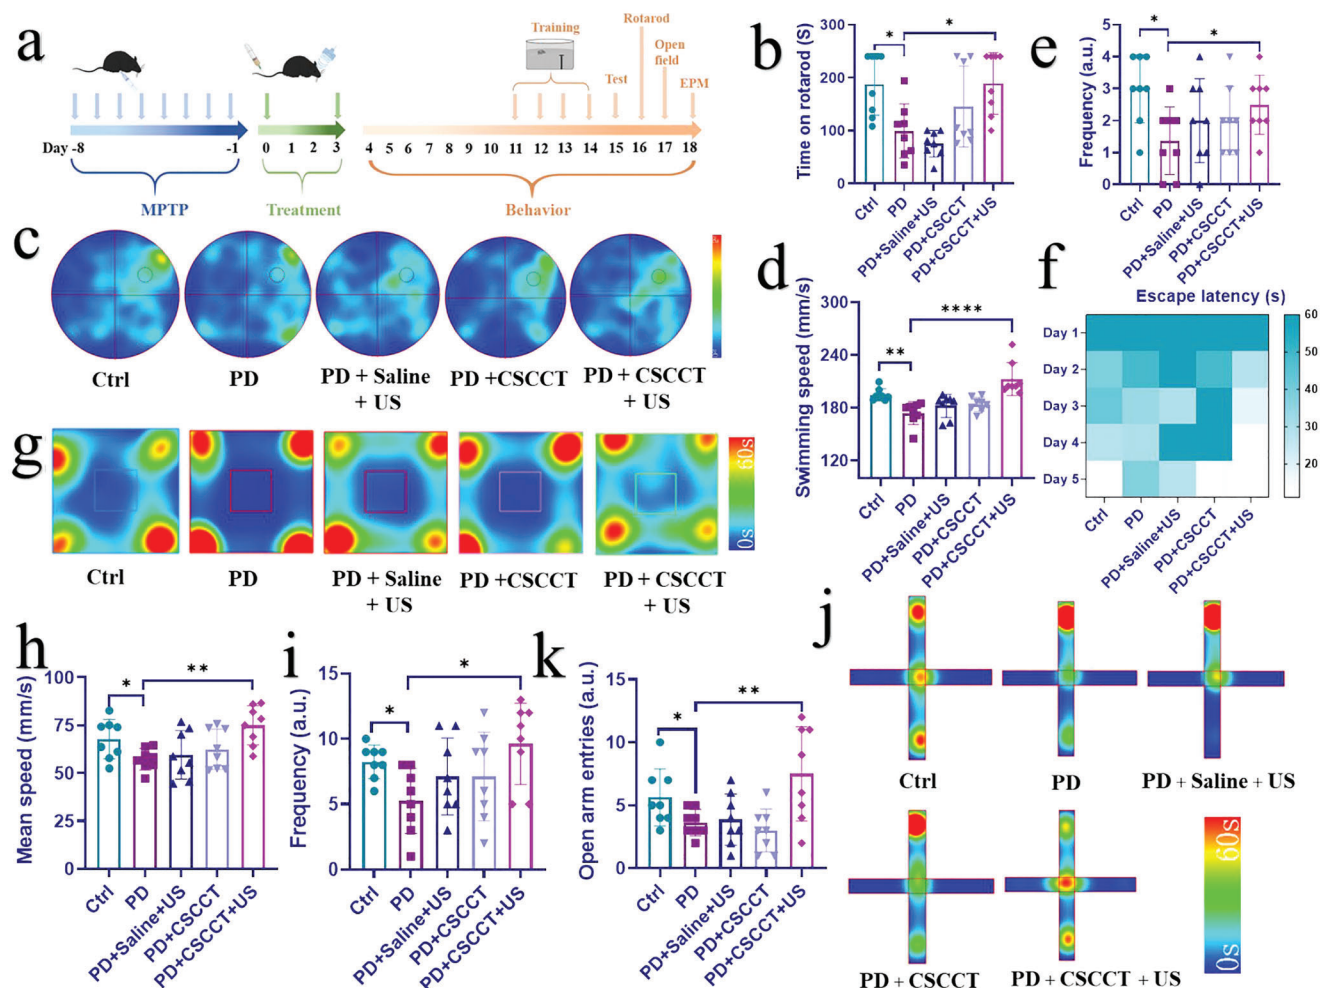 a
Training
Rotarod
Open
field
Test
EPM
Day -8
-1
0
1
2
3
4
5
6
7
8
9
10
11
12
13
14
15
16
17
18
MPTP
Treatment
Behavior
b
Time on rotarod (S)
300
200
100
0
*
*
Ctrl
PD
PD+Saline+US
PD+CSCCT
PD+CSCCT+US
e
Frequency (a.u.)
5
4
3
2
1
0
*
*
Ctrl
PD
PD+Saline+US
PD+CSCCT
PD+CSCCT+US
c
Ctrl
PD
PD + Saline
+ US
PD +CSCCT
PD + CSCCT
+ US
d
Swimming speed (mm/s)
300
240
180
120
**
****
Ctrl
PD
PD+Saline+US
PD+CSCCT
PD+CSCCT+US
f
Escape latency (s)
Day 1
Day 2
Day 3
Day 4
Day 5
60
50
40
30
20
Ctrl
PD
PD+Saline+US
PD+CSCCT
PD+CSCCT+US
g
60s
0s
Ctrl
PD
PD + Saline
+ US
PD +CSCCT
PD + CSCCT
+ US
h
Mean speed (mm/s)
100
75
50
25
0
*
**
Ctrl
PD
PD+Saline+US
PD+CSCCT
PD+CSCCT+US
i
Frequency (a.u.)
15
10
5
0
*
*
Ctrl
PD
PD+Saline+US
PD+CSCCT
PD+CSCCT+US
k
Open arm entries (a.u.)
15
10
5
0
*
**
Ctrl
PD
PD+Saline+US
PD+CSCCT
PD+CSCCT+US
j
Ctrl
PD
PD + Saline + US
PD + CSCCT
PD + CSCCT + US
60s
0s